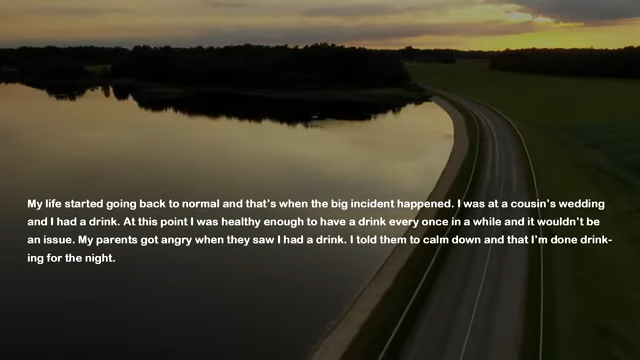 My life started going back to normal and that's when the big incident happened. I was at a cousin's wedding
and I had a drink. At this point I was healthy enough to have a drink every once in a while and it wouldn't be
an issue. My parents got angry when they saw I had a drink. I told them to calm down and that I'm done drink-
ing for the night.